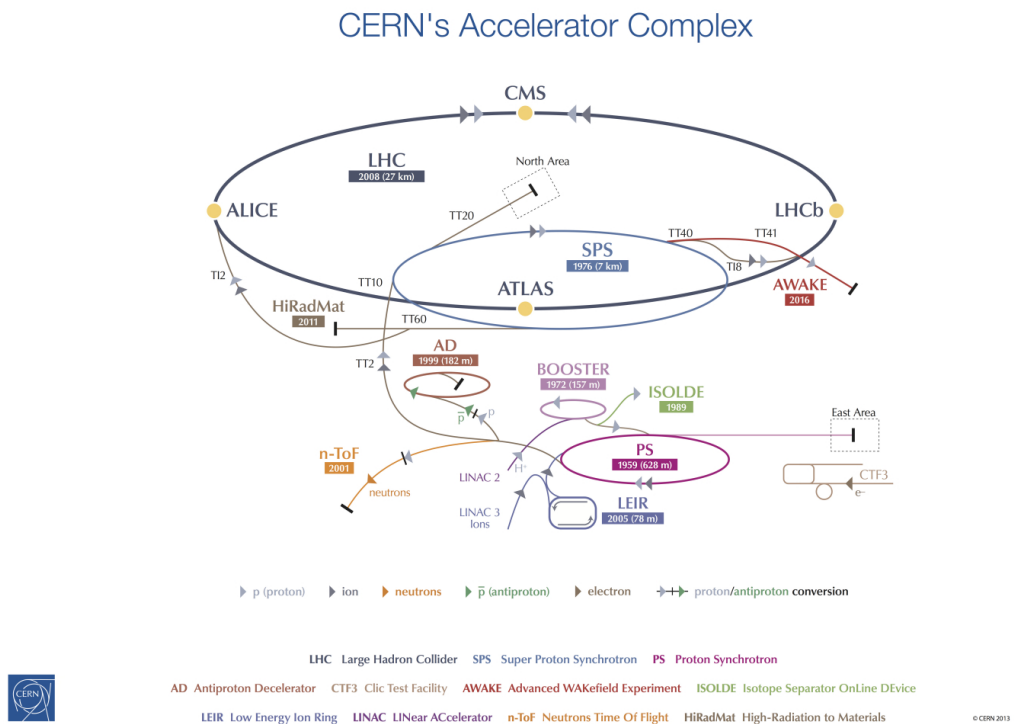 CERN's Accelerator Complex
CMS
LHC
2008 (27 km)
North Area
ALICE
LHCb
TT20
TT40
TT41
SPS
1976 (7 km)
TI2
TI8
TT10
ATLAS
AWAKE
2016
HiRadMat
2011
TT60
AD
1999 (182 m)
TT2
BOOSTER
1972 (157 m)
ISOLDE
1989
p
p̅
East Area
n-ToF
2001
PS
1959 (628 m)
LINAC 2
H+
neutrons
CTF3
e-
LEIR
2005 (78 m)
LINAC 3
Ions
p (proton) ion neutrons p̅ (antiproton) electron proton/antiproton conversion
LHC Large Hadron Collider SPS Super Proton Synchrotron PS Proton Synchrotron
AD Antiproton Decelerator CTF3 Clic Test Facility AWAKE Advanced WAKefield Experiment ISOLDE Isotope Separator OnLine DEvice
LEIR Low Energy Ion Ring LINAC LINear ACcelerator n-ToF Neutrons Time Of Flight HiRadMat High-Radiation to Materials
CERN
© CERN 2013